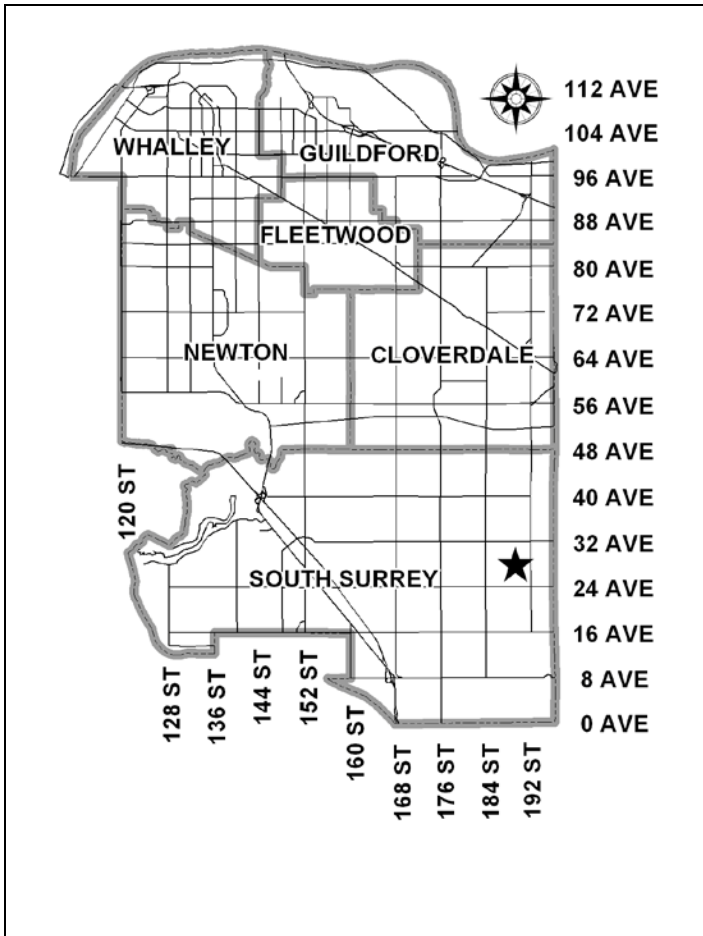 112 AVE
104 AVE
WHALLEY
GUILDFORD
96 AVE
88 AVE
FLEETWOOD
80 AVE
72 AVE
NEWTON
CLOVERDALE
64 AVE
56 AVE
48 AVE
120 ST
40 AVE
32 AVE
SOUTH SURREY
24 AVE
16 AVE
8 AVE
0 AVE
128 ST
136 ST
144 ST
152 ST
160 ST
168 ST
176 ST
184 ST
192 ST